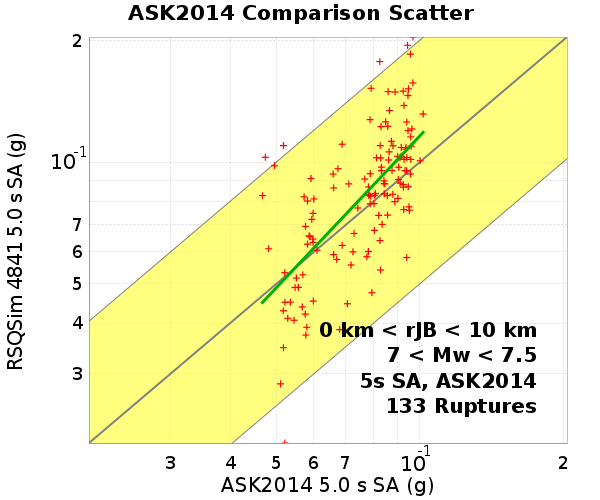 ASK2014 Comparison Scatter
RSQSim 4841 5.0 s SA (g)
2
10-1
7
6
5
4
3
0 km < rJB < 10 km
7 < Mw < 7.5
5s SA, ASK2014
133 Ruptures
3 4 5 6 7 10-1 2
ASK2014 5.0 s SA (g)